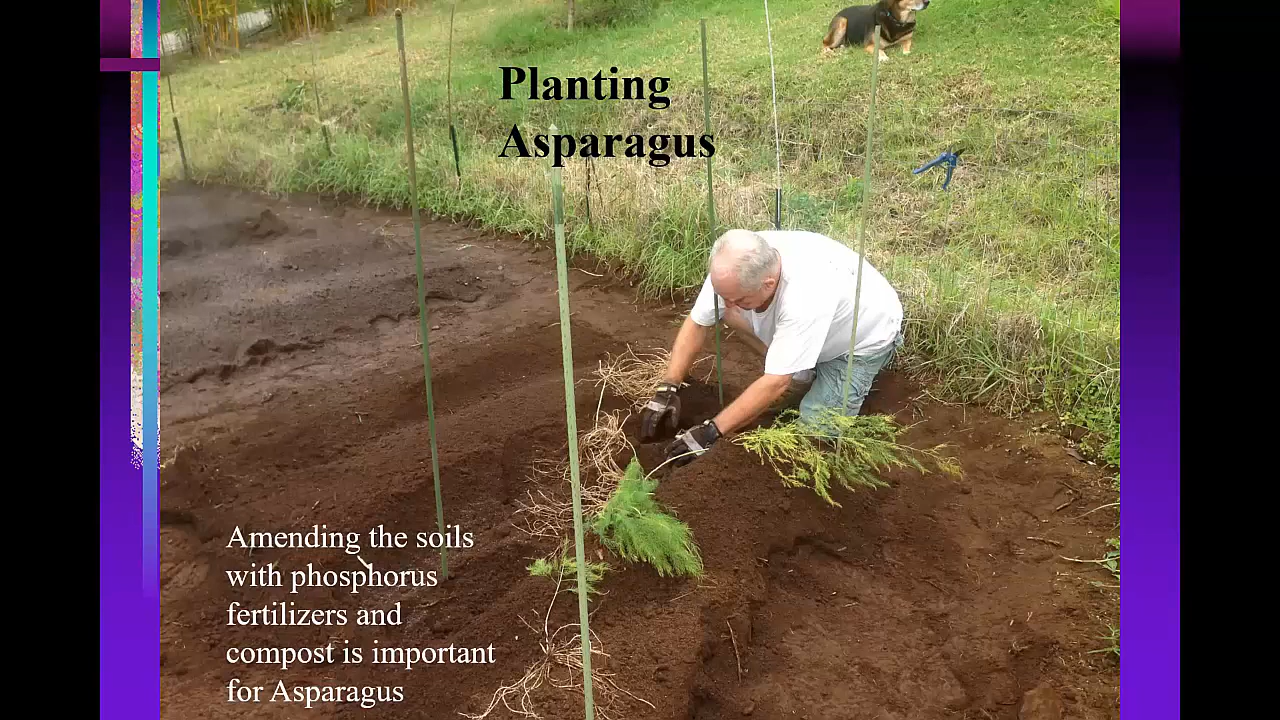 Planting
Asparagus
Amending the soils
with phosphorus
fertilizers and
compost is important
for Asparagus